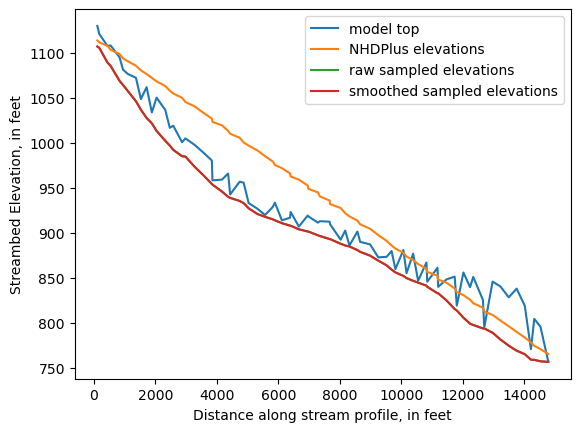 model top
NHDPlus elevations
raw sampled elevations
smoothed sampled elevations
Streambed Elevation, in feet
1100
1050
1000
950
900
850
800
750
0 2000 4000 6000 8000 10000 12000 14000
Distance along stream profile, in feet